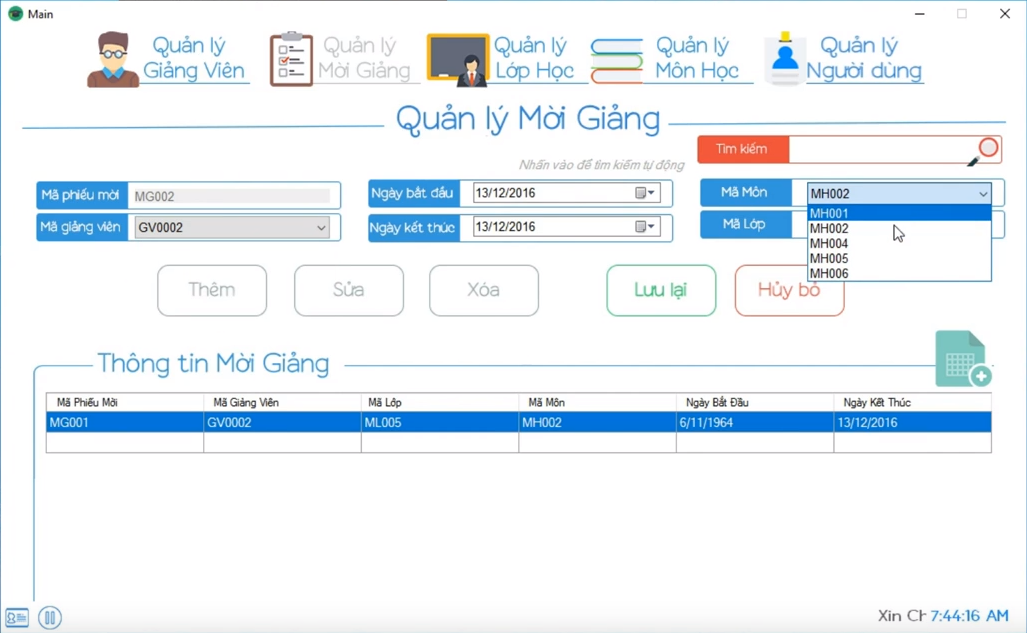 Main
Quản lý
Giảng Viên
Quản lý
Mời Giảng
Quản lý
Lớp Học
Quản lý
Môn Học
Quản lý
Người dùng
Quản lý Mời Giảng
Tìm kiếm
Nhấn vào để tìm kiếm tự động
Mã phiếu mời MG002
Ngày bắt đầu 13/12/2016
Mã Môn MH002
Mã giảng viên GV0002
Ngày kết thúc 13/12/2016
Mã Lớp
MH001
MH002
MH004
MH005
MH006
Thêm Sửa Xóa Lưu lại Hủy bỏ
Thông tin Mời Giảng
Mã Phiếu Mời Mã Giảng Viên Mã Lớp Mã Môn Ngày Bắt Đầu Ngày Kết Thúc
MG001 GV0002 ML005 MH002 6/11/1964 13/12/2016
Xin Ch 7:44:16 AM